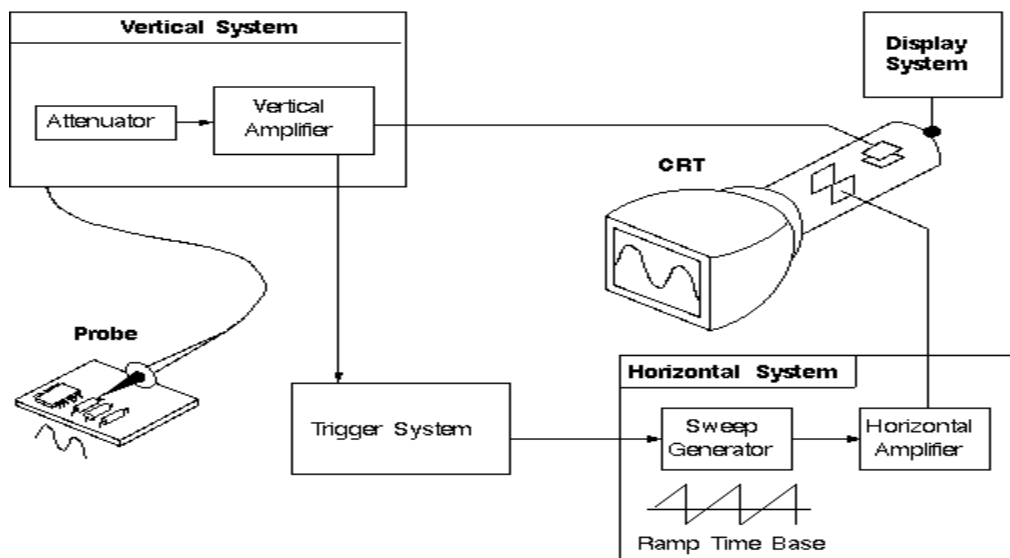 Vertical System
Display
System
Attenuator
Vertical
Amplifier
CRT
Probe
Horizontal System
Trigger System
Sweep
Generator
Horizontal
Amplifier
Ramp Time Base